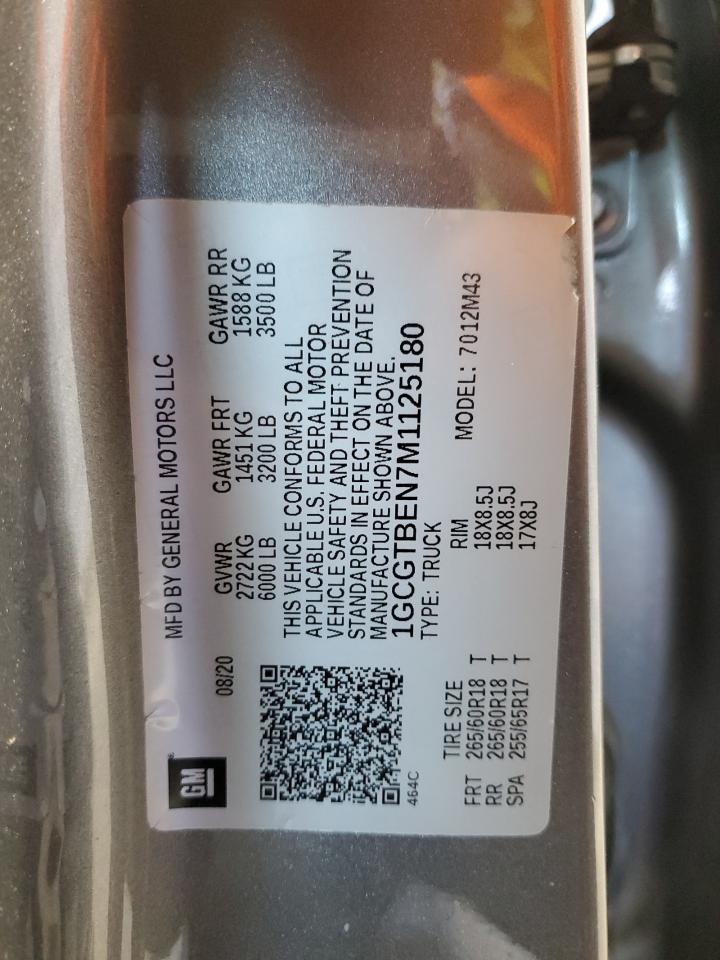 GM
MFD BY GENERAL MOTORS LLC
08/20
GVWR GAWR FRT GAWR RR
2722 KG 1451 KG 1588 KG
6000 LB 3200 LB 3500 LB
THIS VEHICLE CONFORMS TO ALL
APPLICABLE U.S. FEDERAL MOTOR
VEHICLE SAFETY AND THEFT PREVENTION
STANDARDS IN EFFECT ON THE DATE OF
MANUFACTURE SHOWN ABOVE.
1GCGTBEN7M1125180
464C
TYPE: TRUCK
MODEL: 7012M43
TIRE SIZE RIM
FRT 265/60R18 T 18X8.5J
RR 265/60R18 T 18X8.5J
SPA 255/65R17 T 17X8J